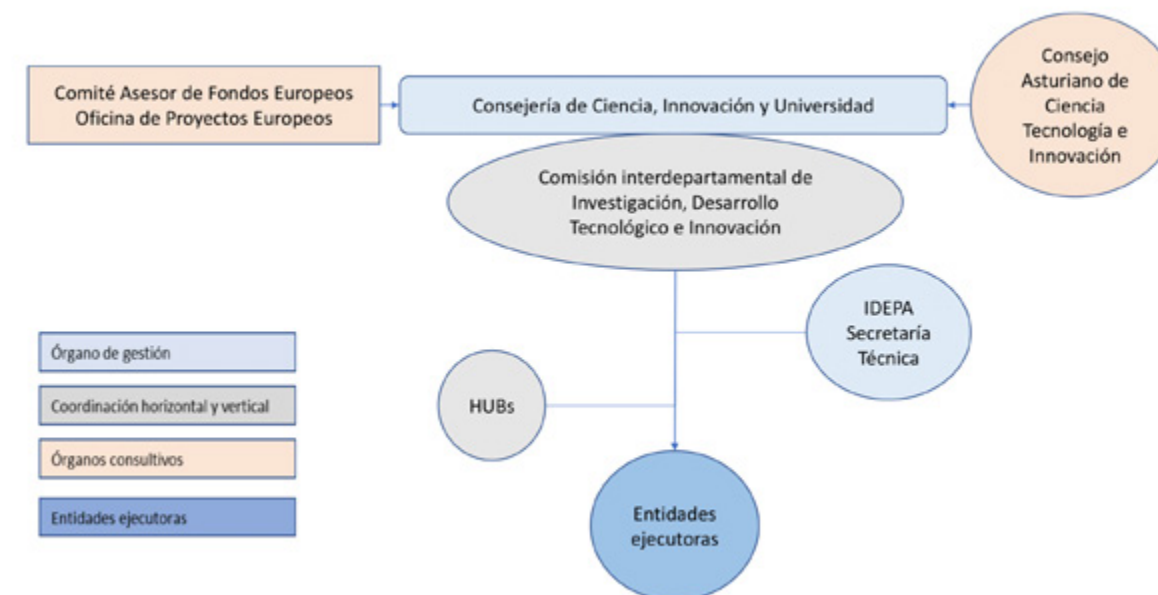 Comité Asesor de Fondos Europeos
Oficina de Proyectos Europeos
Consejería de Ciencia, Innovación y Universidad
Consejo
Asturiano de
Ciencia
Tecnología e
Innovación
Comisión interdepartamental de
Investigación, Desarrollo
Tecnológico e Innovación
IDEPA
Secretaría
Técnica
HUBs
Entidades
ejecutoras
Órgano de gestión
Coordinación horizontal y vertical
Órganos consultivos
Entidades ejecutoras